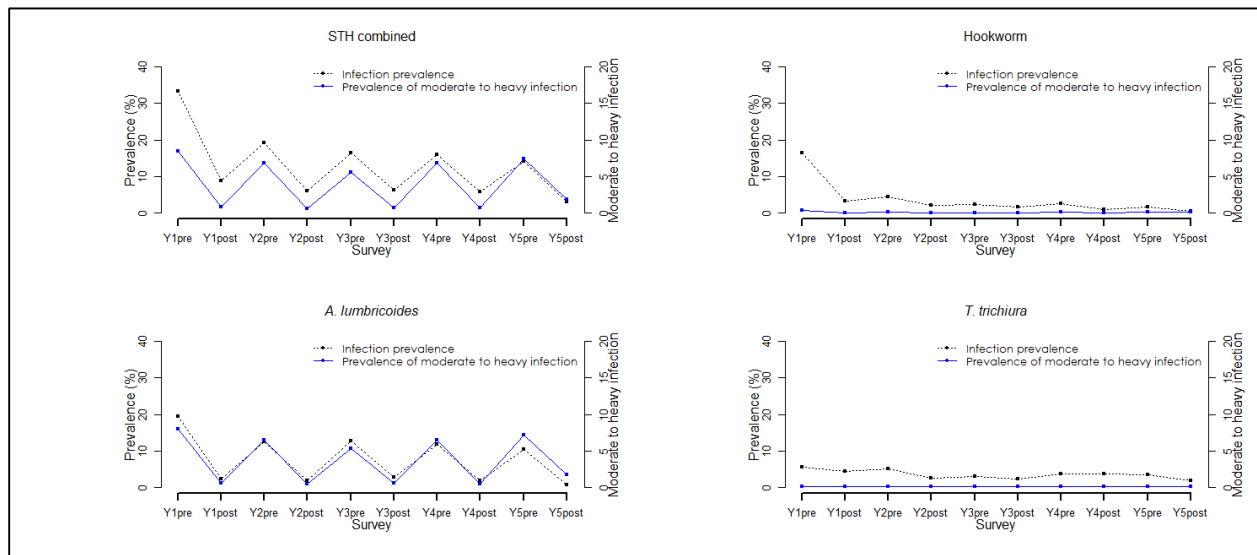 STH combined
Prevalence (%)
40
30
20
10
0
Infection prevalence
Prevalence of moderate to heavy infection
20
15
10
5
0
Moderate to heavy infection
Y1pre Y1post Y2pre Y2post Y3pre Y3post Y4pre Y4post Y5pre Y5post
Survey
Hookworm
Prevalence (%)
40
30
20
10
0
Infection prevalence
Prevalence of moderate to heavy infection
20
15
10
5
0
Moderate to heavy infection
Y1pre Y1post Y2pre Y2post Y3pre Y3post Y4pre Y4post Y5pre Y5post
Survey
A. lumbricoides
Prevalence (%)
40
30
20
10
0
Infection prevalence
Prevalence of moderate to heavy infection
20
15
10
5
0
Moderate to heavy infection
Y1pre Y1post Y2pre Y2post Y3pre Y3post Y4pre Y4post Y5pre Y5post
Survey
T. trichiura
Prevalence (%)
40
30
20
10
0
Infection prevalence
Prevalence of moderate to heavy infection
20
15
10
5
0
Moderate to heavy infection
Y1pre Y1post Y2pre Y2post Y3pre Y3post Y4pre Y4post Y5pre Y5post
Survey